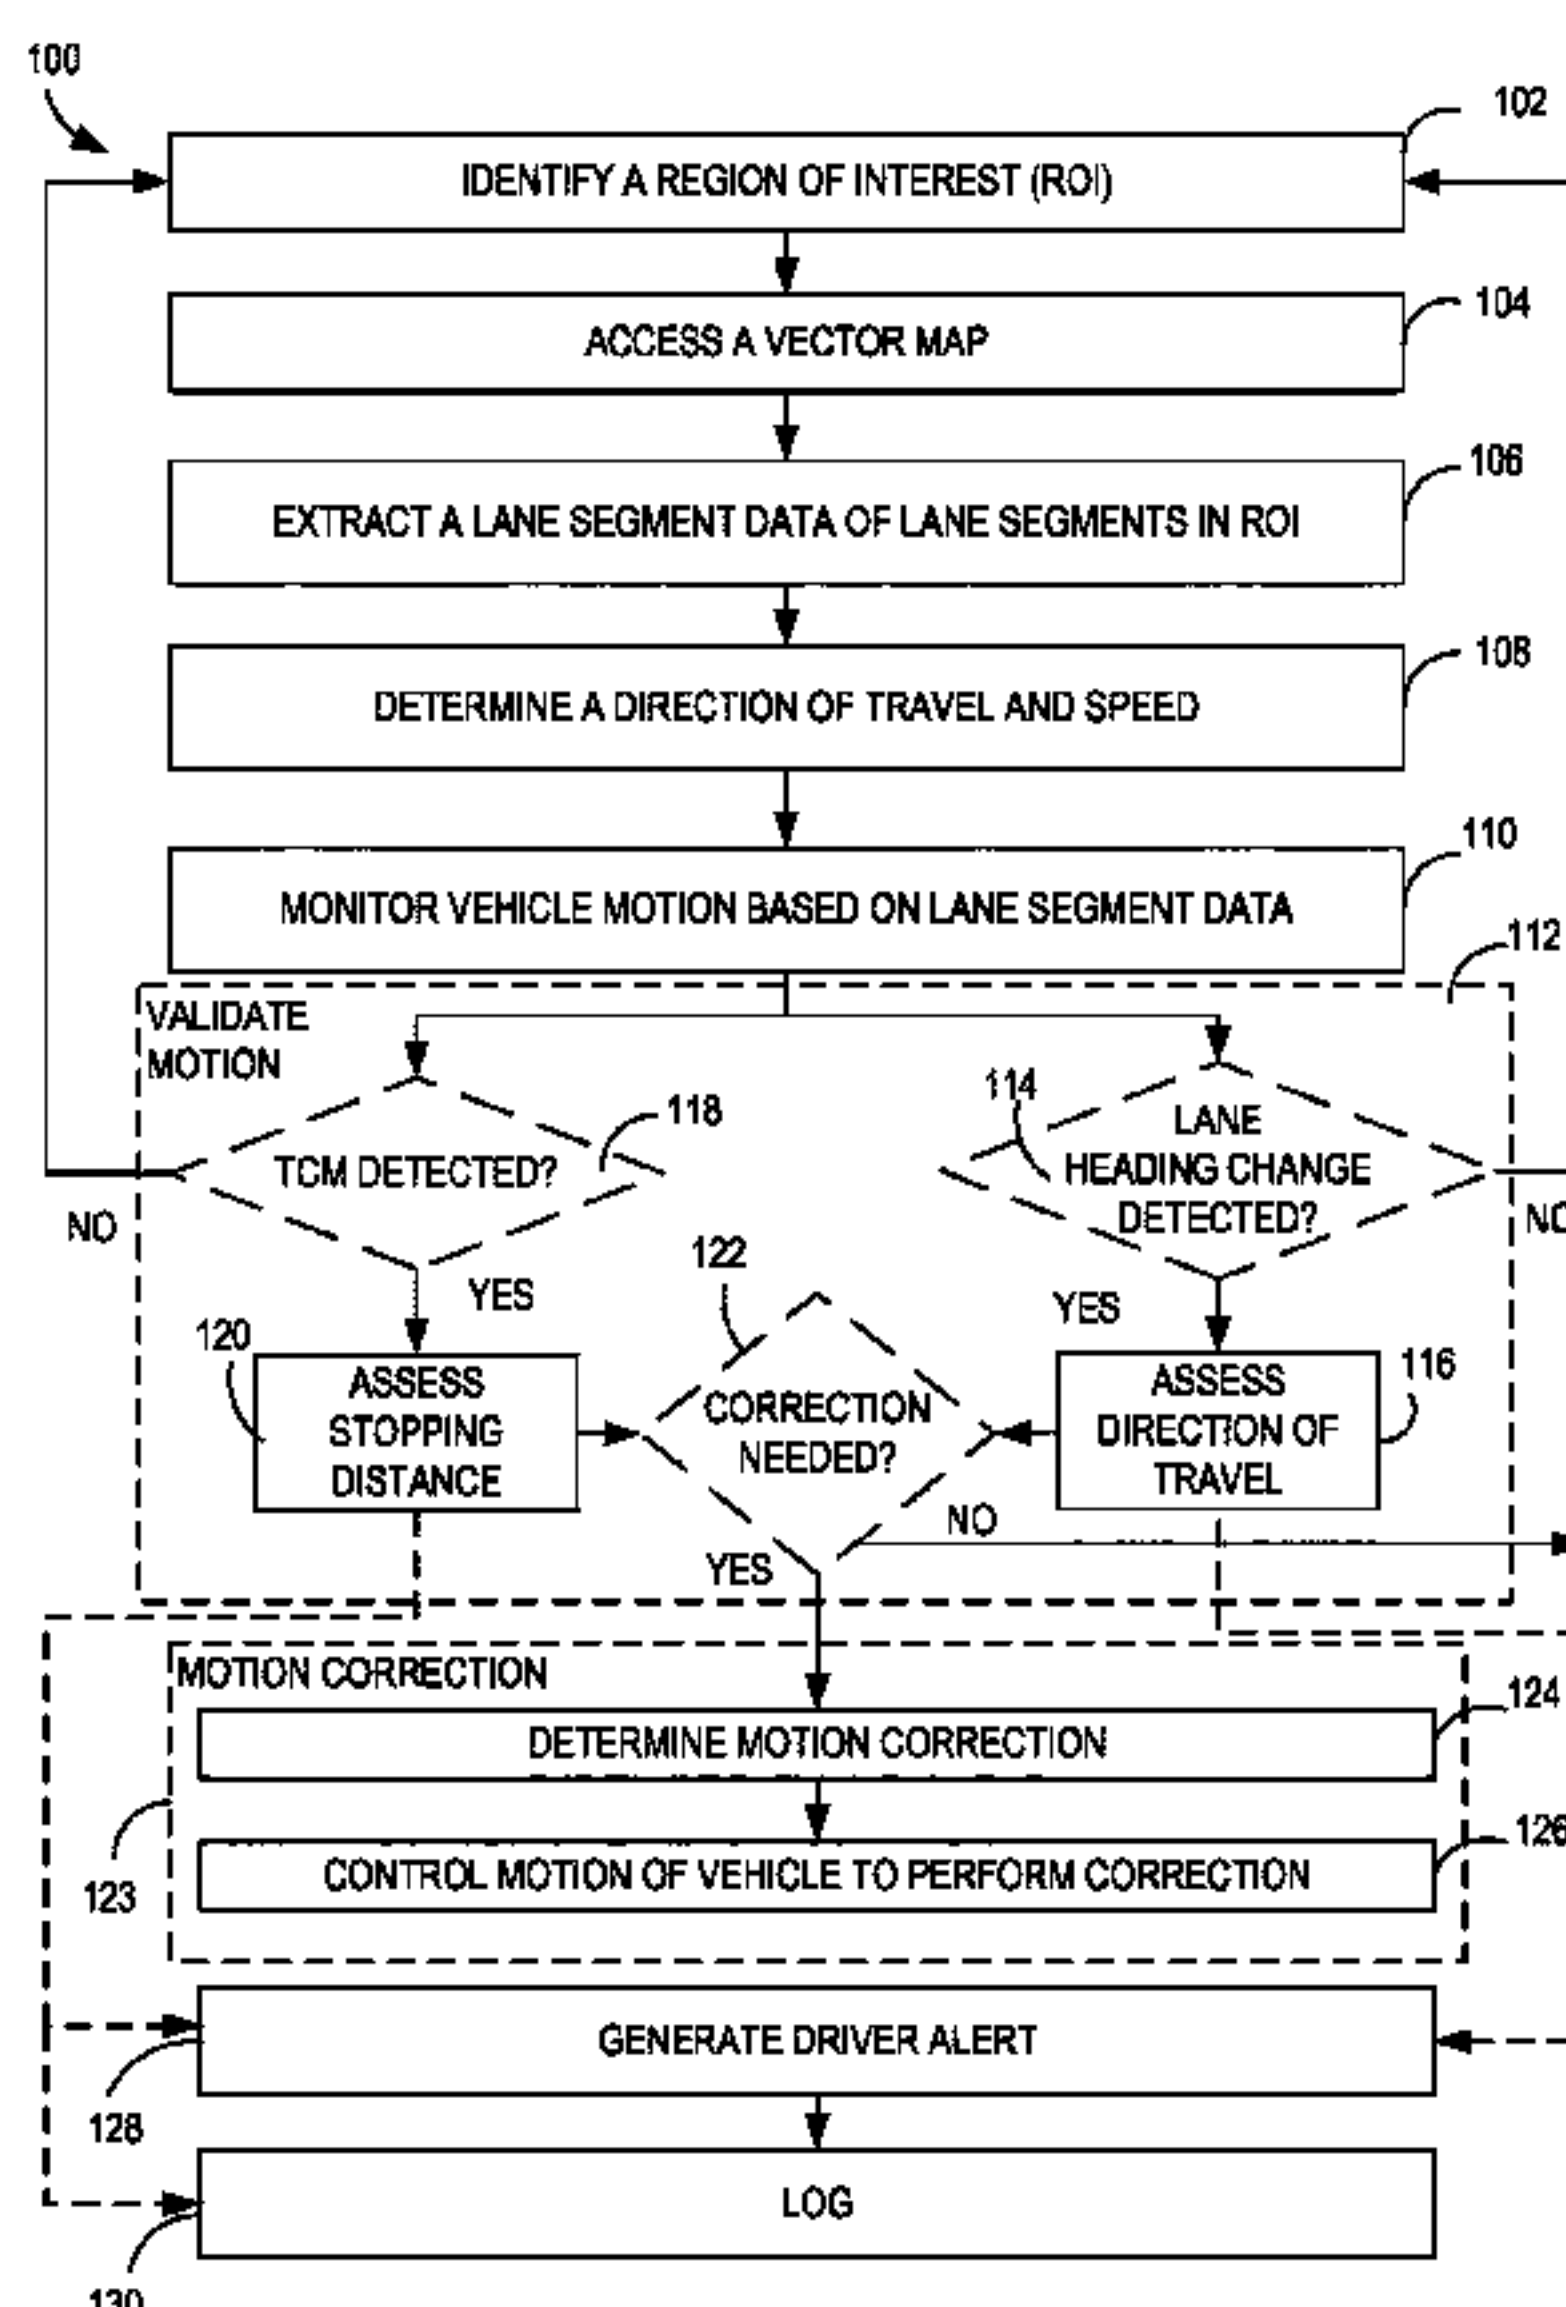 100
102
IDENTIFY A REGION OF INTEREST (ROI)
104
ACCESS A VECTOR MAP
106
EXTRACT A LANE SEGMENT DATA OF LANE SEGMENTS IN ROI
108
DETERMINE A DIRECTION OF TRAVEL AND SPEED
110
MONITOR VEHICLE MOTION BASED ON LANE SEGMENT DATA
112
VALIDATE
MOTION
118
TCM DETECTED?
NO
YES
114
LANE
HEADING CHANGE
DETECTED?
NO
YES
122
120
ASSESS
STOPPING
DISTANCE
CORRECTION
NEEDED?
116
ASSESS
DIRECTION OF
TRAVEL
NO
YES
MOTION CORRECTION
124
DETERMINE MOTION CORRECTION
126
CONTROL MOTION OF VEHICLE TO PERFORM CORRECTION
123
GENERATE DRIVER ALERT
128
LOG
130